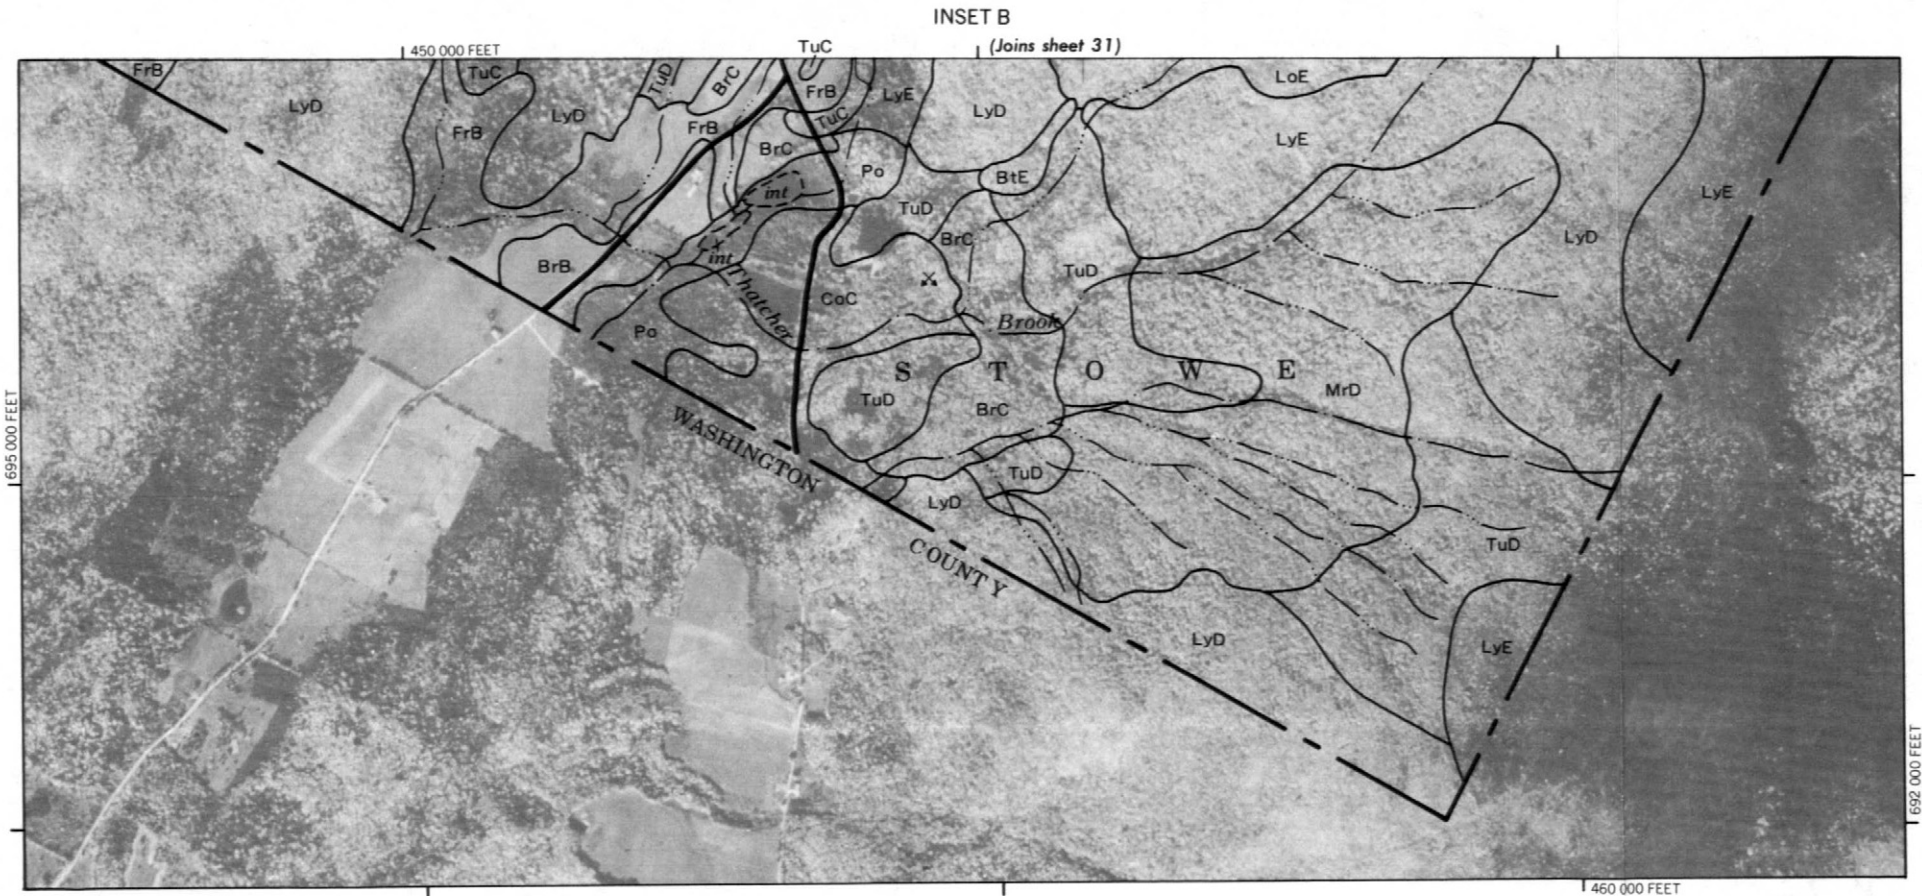 INSET B
450 000 FEET
TuC
(Joins sheet 31)
FrB
TuC
TuD
BrC
FrB
LyE
LyD
LoE
LyD
FrB
LyD
FrB
TuC
BrC
Po
BtE
LyE
int
TuD
LyE
BrC
LyD
BrB
int
Thatcher
TuD
CoC
Po
Brook
STOWE
TuD
BrC
MrD
WASHINGTON
COUNTY
TuD
LyD
TuD
LyD
LyE
695 000 FEET
692 000 FEET
460 000 FEET